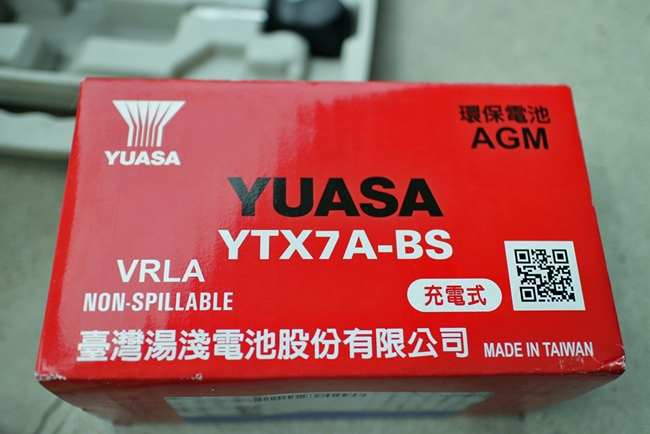 YUASA
環保電池
AGM
YUASA
YTX7A-BS
VRLA
NON-SPILLABLE
充電式
臺灣湯淺電池股份有限公司
MADE IN TAIWAN